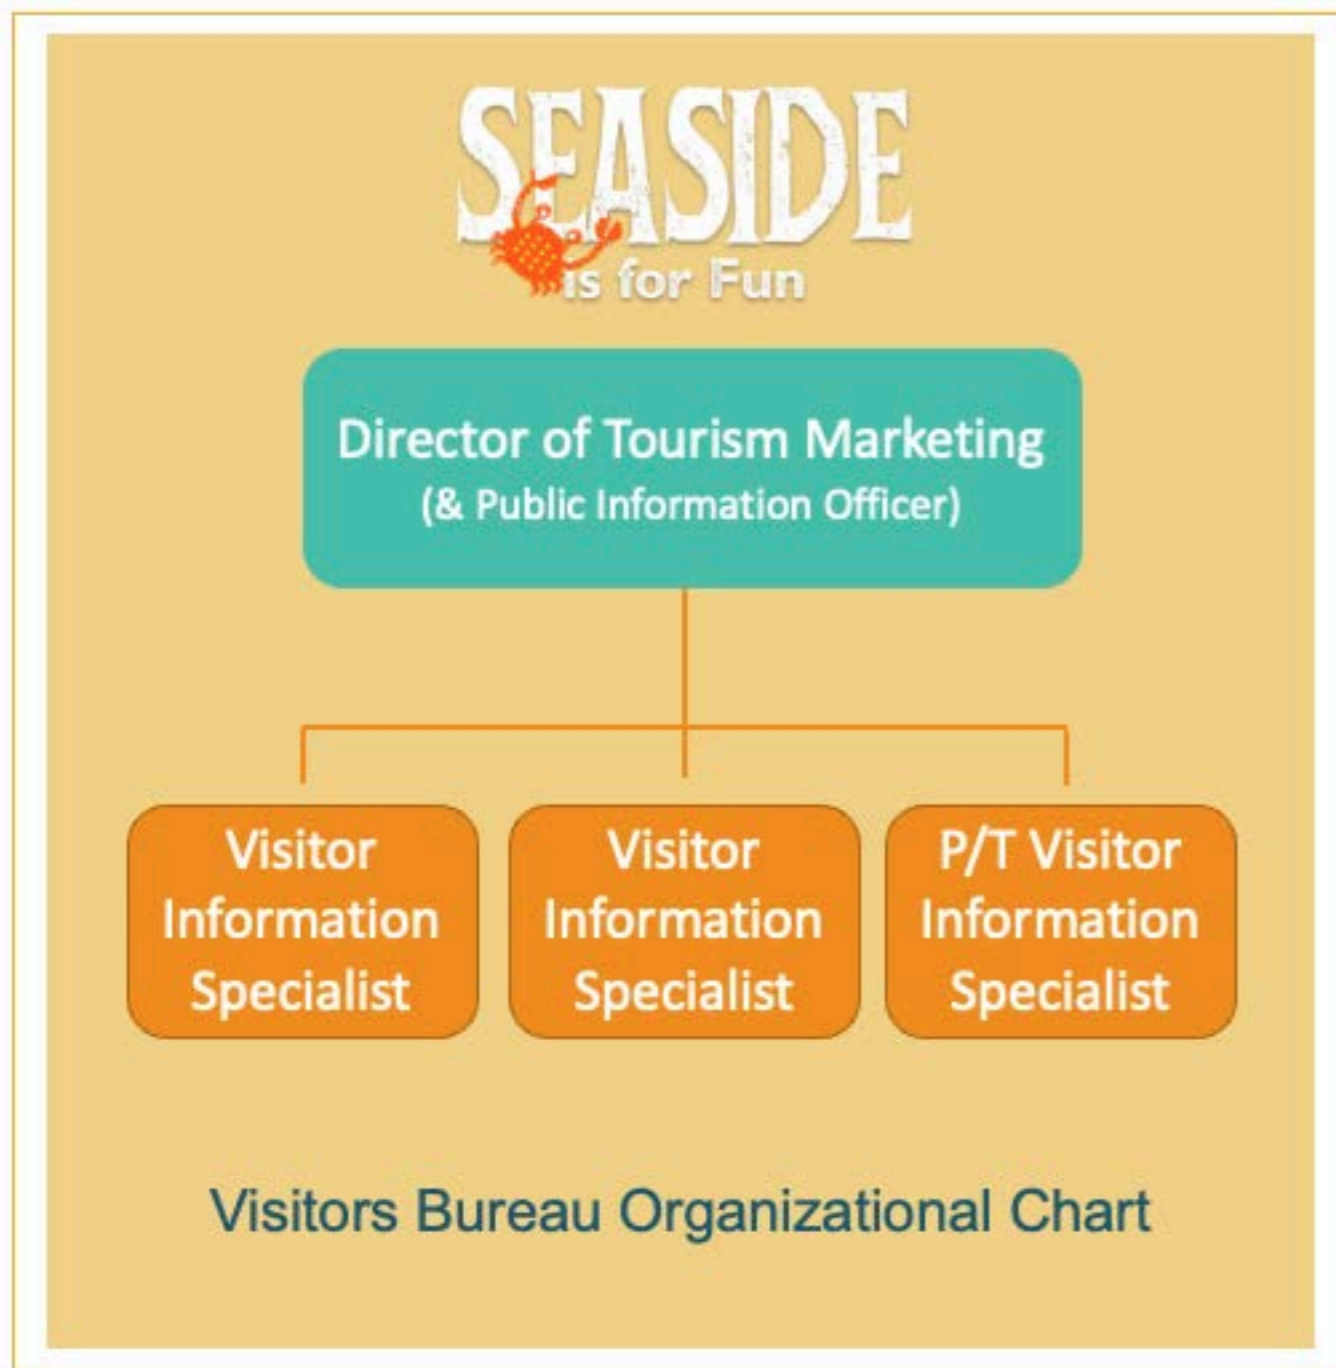 SEASIDE
is for Fun
Director of Tourism Marketing
(& Public Information Officer)
Visitor
Information
Specialist
Visitor
Information
Specialist
P/T Visitor
Information
Specialist
Visitors Bureau Organizational Chart